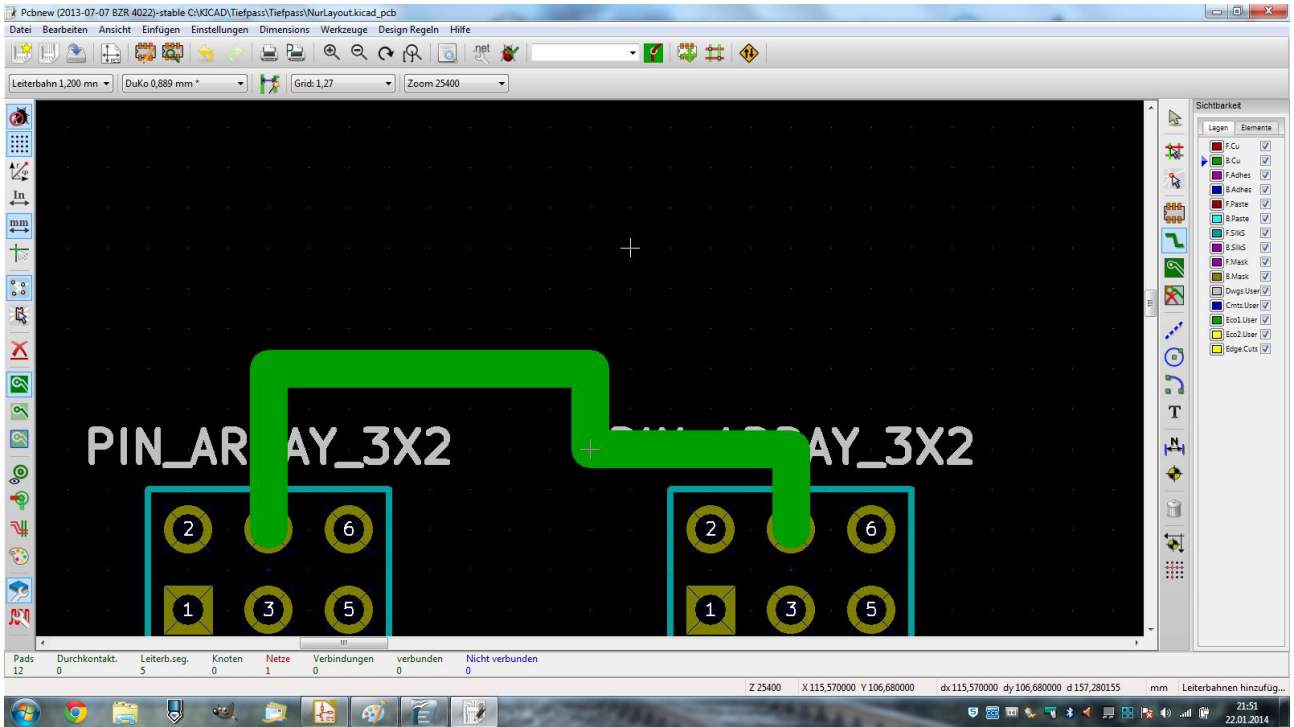 Pcbnew (2013-07-07 BZR 4022)-stable C:\KICAD\Tiefpass\Tiefpass\NurLayout.kicad_pcb
Datei Bearbeiten Ansicht Einfügen Einstellungen Dimensions Werkzeuge Design Regeln Hilfe
.net
Leiterbahn 1,200 mn DuKo 0,889 mm * Grid: 1,27 Zoom 25400
Sichtbarkeit
Lagen Elemente
F.Cu
B.Cu
F.Adhes
B.Adhes
F.Paste
B.Paste
F.SilkS
B.SilkS
F.Mask
B.Mask
Dwgs.User
Cmts.User
Eco1.User
Eco2.User
Edge.Cuts
In
mm
T
N
PIN_ARRAY_3X2 AY_3X2
2 6 2 6
1 3 5 1 3 5
Pads Durchkontakt. Leiterb.seg. Knoten Netze Verbindungen verbunden Nicht verbunden
12 0 5 0 1 0 0 0
Z 25400 X 115,570000 Y 106,680000 dx 115,570000 dy 106,680000 d 157,280155 mm Leiterbahnen hinzufüg...
21:51
22.01.2014